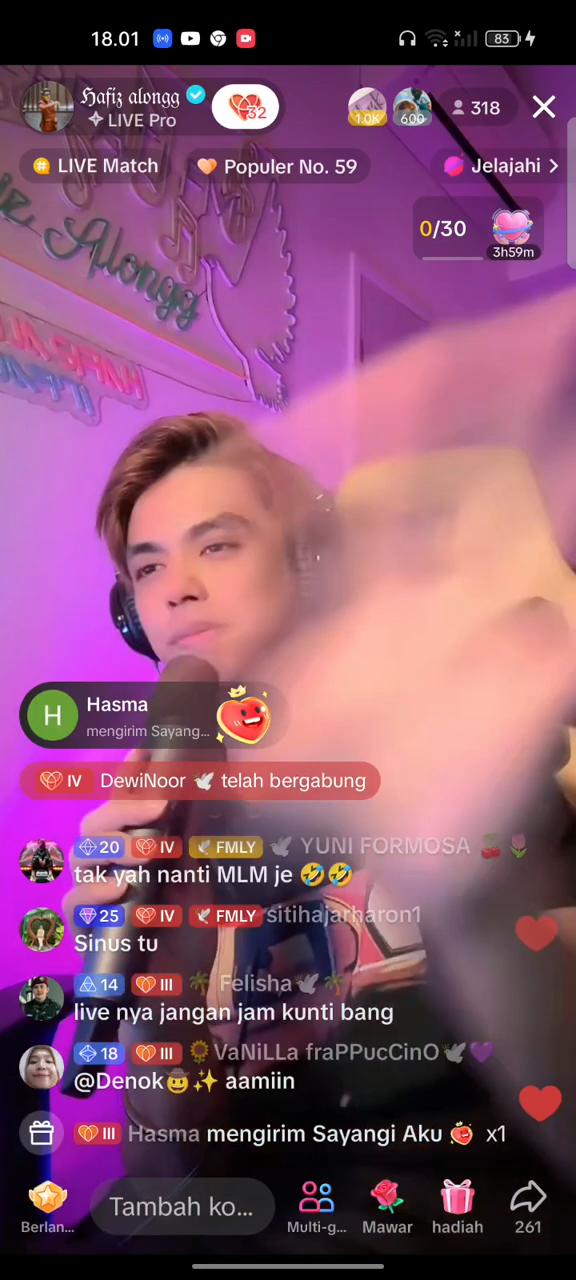 18.01
83
Hafiz alongg
LIVE Pro
32
1.0K
600
318
LIVE Match
Populer No. 59
Jelajahi
0/30
3h59m
Alongg
H
Hasma
mengirim Sayang...
IV DewiNoor 🕊️ telah bergabung
20 IV FMLY 🕊️ YUNI FORMOSA 🍒🌷
tak yah nanti MLM je 🤣🤣
25 IV FMLY sitihajarharon1
Sinus tu
14 III 🌴 Felisha🕊️🌴
live nya jangan jam kunti bang
18 III 🌻VaNiLLa fraPPucCinO🕊️💜
@Denok🤠✨ aamiin
III Hasma mengirim Sayangi Aku x1
Berlan...
Tambah ko...
Multi-g...
Mawar
hadiah
261